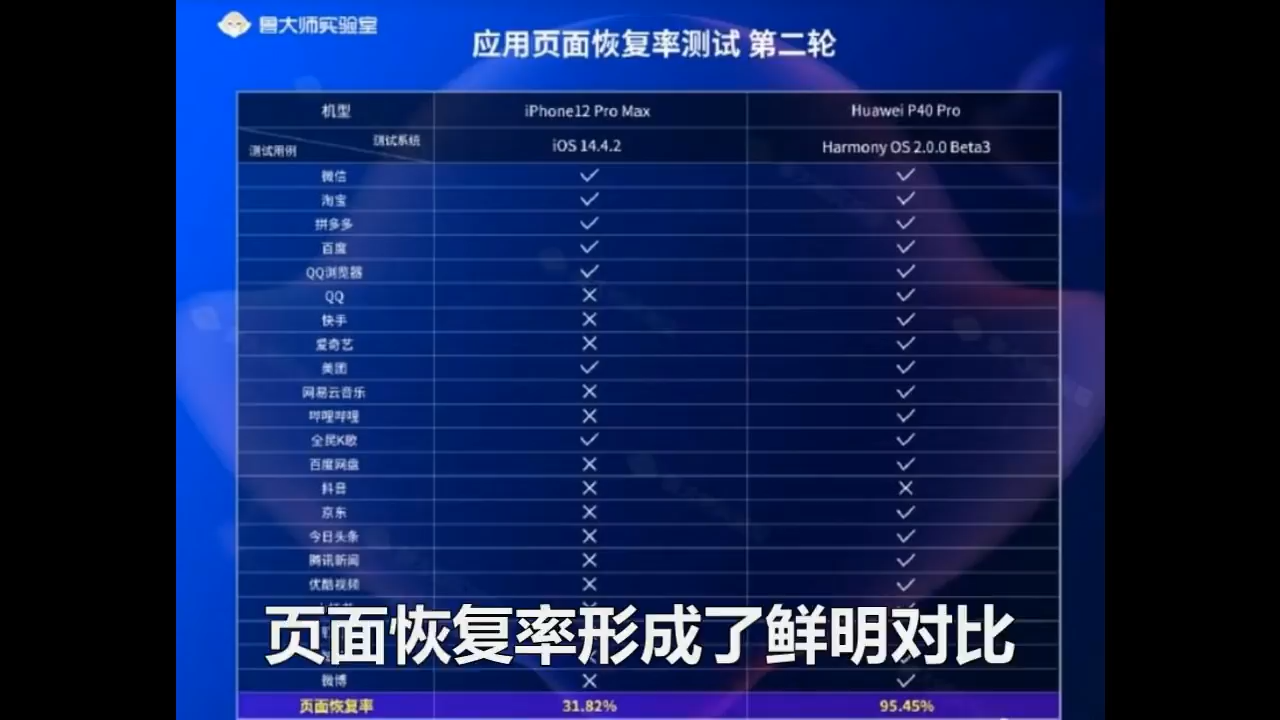 鲁大师实验室
应用页面恢复率测试 第二轮
机型 iPhone12 Pro Max Huawei P40 Pro
测试系统 测试用例 iOS 14.4.2 Harmony OS 2.0.0 Beta3
微信 ✓ ✓
淘宝 ✓ ✓
拼多多 ✓ ✓
百度 ✓ ✓
QQ浏览器 ✓ ✓
QQ ✕ ✓
快手 ✕ ✓
爱奇艺 ✕ ✓
美团 ✓ ✓
网易云音乐 ✕ ✓
哔哩哔哩 ✕ ✓
全民K歌 ✓ ✓
百度网盘 ✕ ✓
抖音 ✕ ✕
京东 ✕ ✓
今日头条 ✕ ✓
腾讯新闻 ✕ ✓
优酷视频 ✕ ✓
页面恢复率形成了鲜明对比
微博 ✕ ✓
页面恢复率 31.82% 95.45%